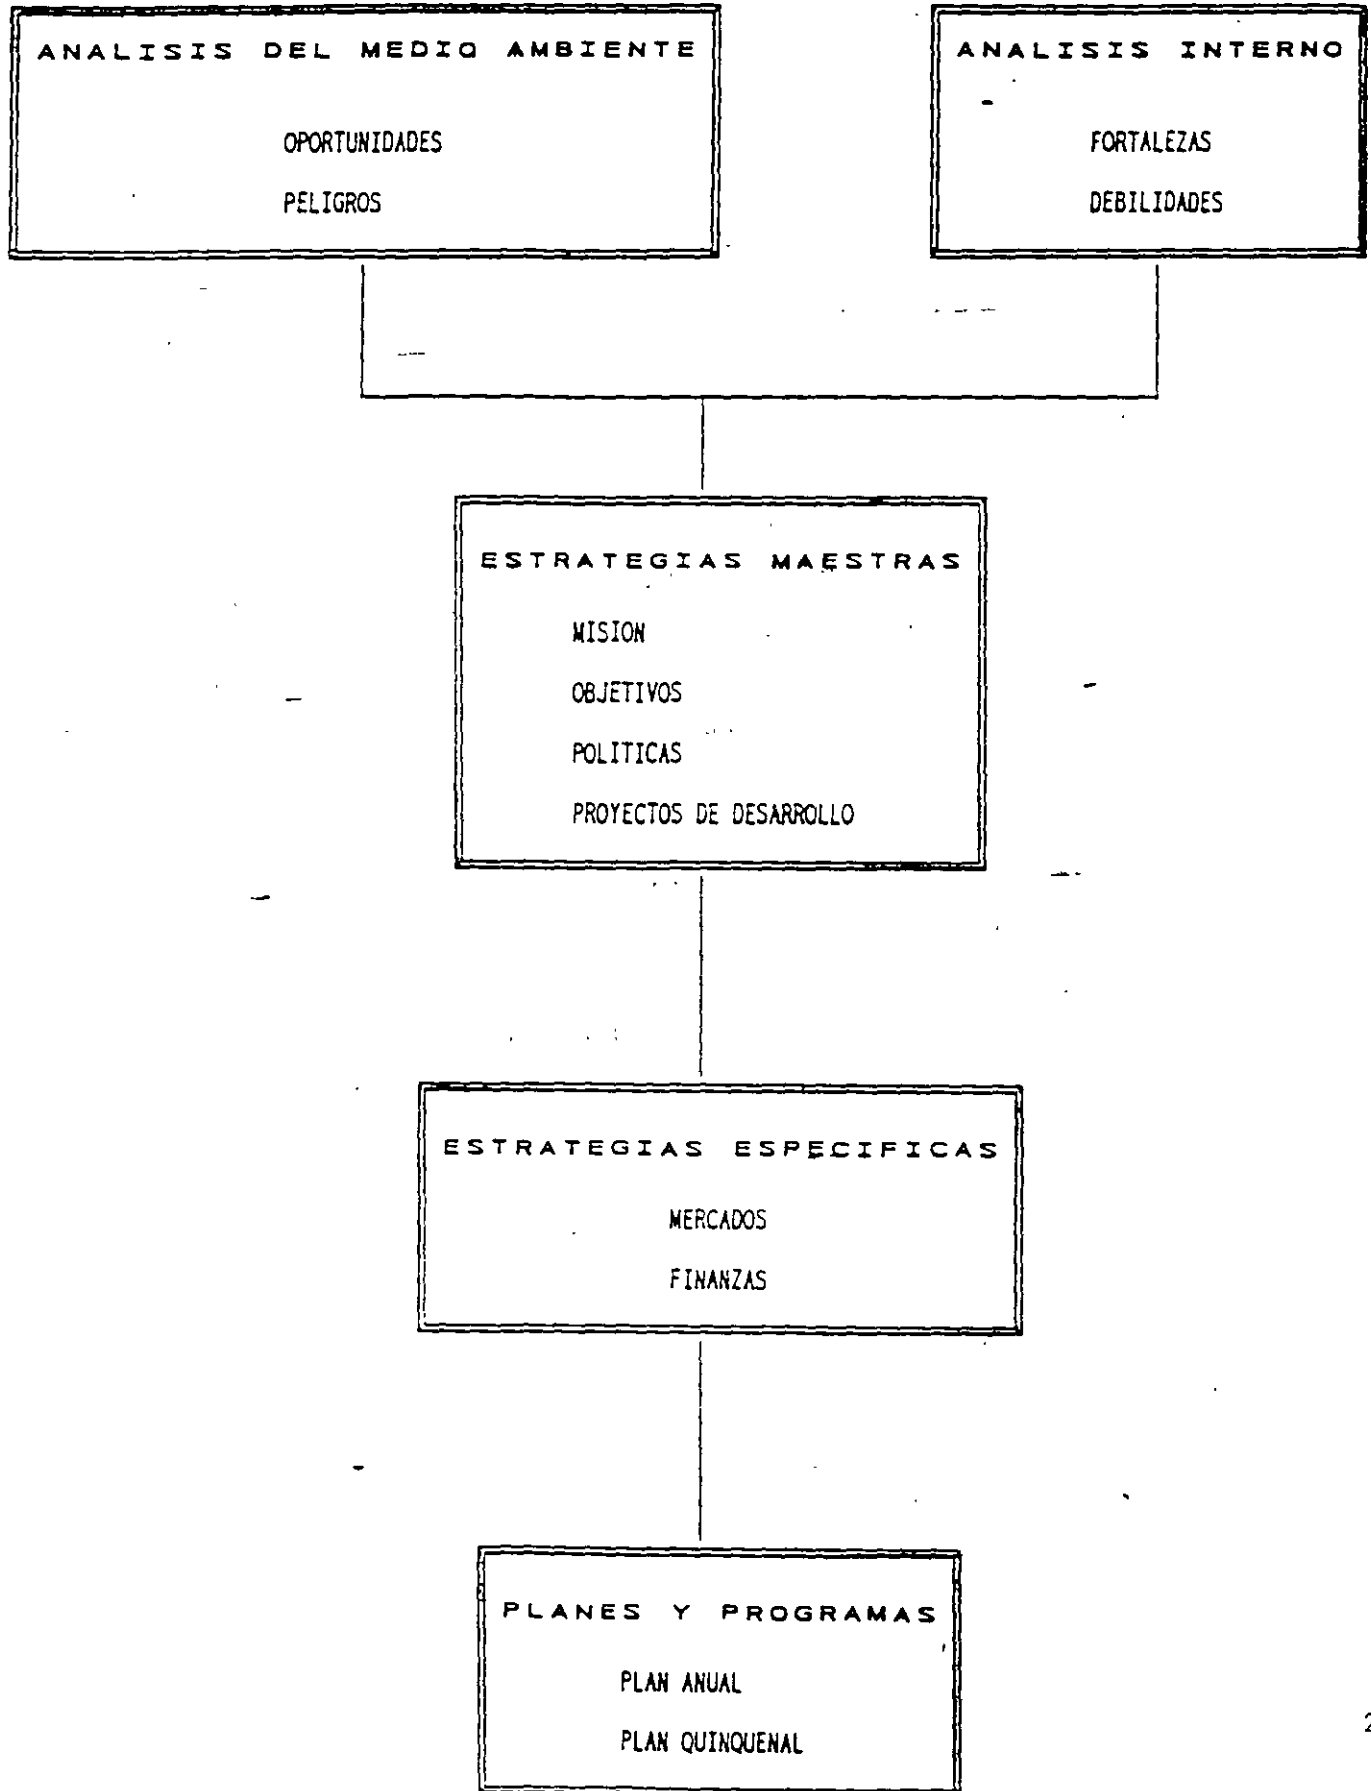 ANALISIS DEL MEDIO AMBIENTE
OPORTUNIDADES
PELIGROS
ANALISIS INTERNO
FORTALEZAS
DEBILIDADES
ESTRATEGIAS MAESTRAS
MISION
OBJETIVOS
POLITICAS
PROYECTOS DE DESARROLLO
ESTRATEGIAS ESPECIFICAS
MERCADOS
FINANZAS
PLANES Y PROGRAMAS
PLAN ANUAL
PLAN QUINQUENAL
2